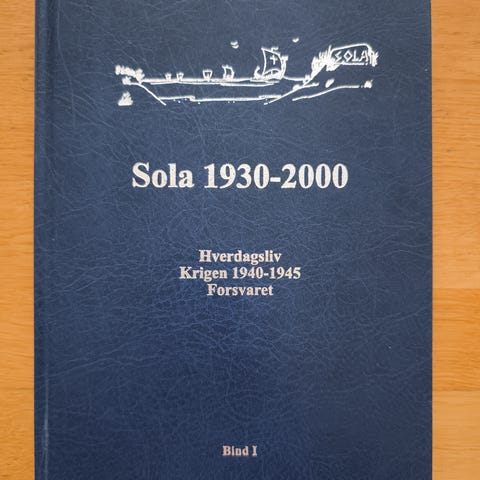 SOLA
Sola 1930-2000
Hverdagsliv
Krigen 1940-1945
Forsvaret
Bind I